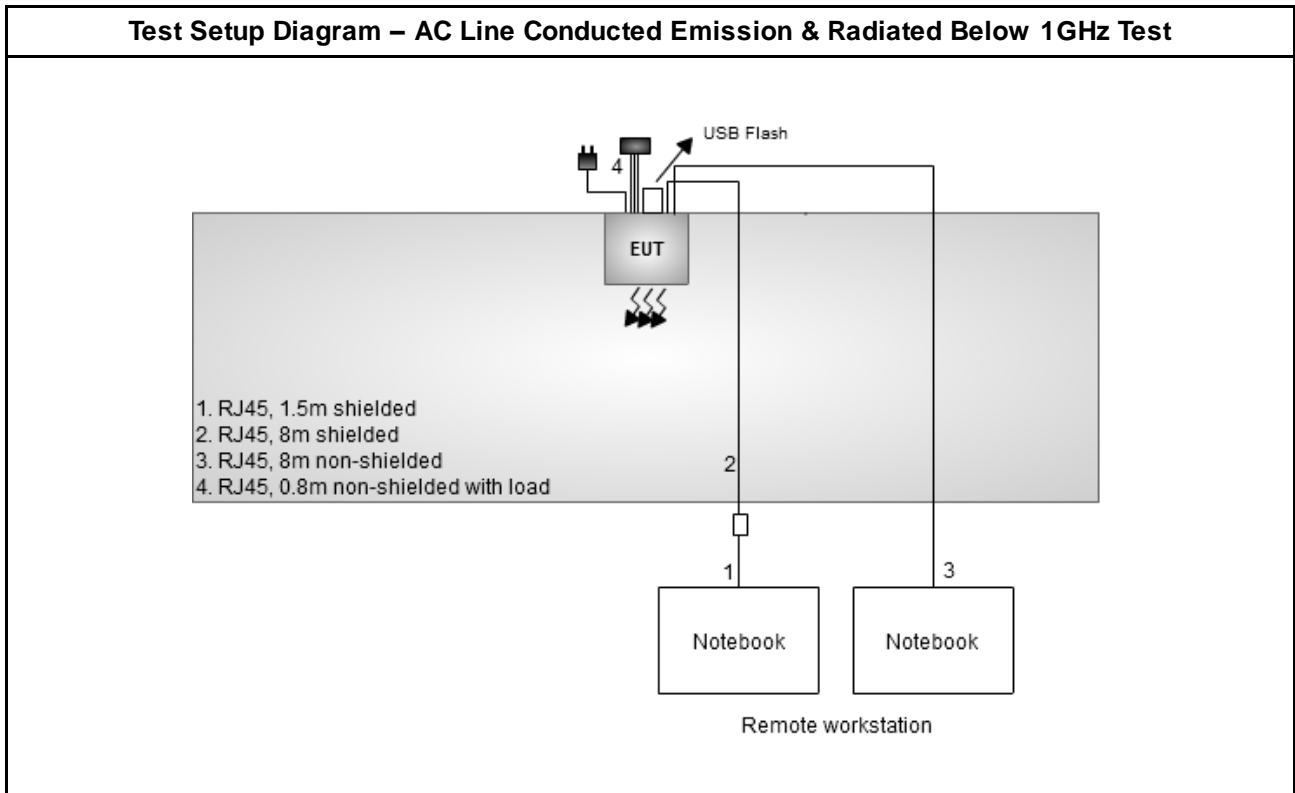 Test Setup Diagram – AC Line Conducted Emission & Radiated Below 1GHz Test
USB Flash
4
EUT
1. RJ45, 1.5m shielded
2. RJ45, 8m shielded
3. RJ45, 8m non-shielded
4. RJ45, 0.8m non-shielded with load
2
1
3
Notebook
Notebook
Remote workstation